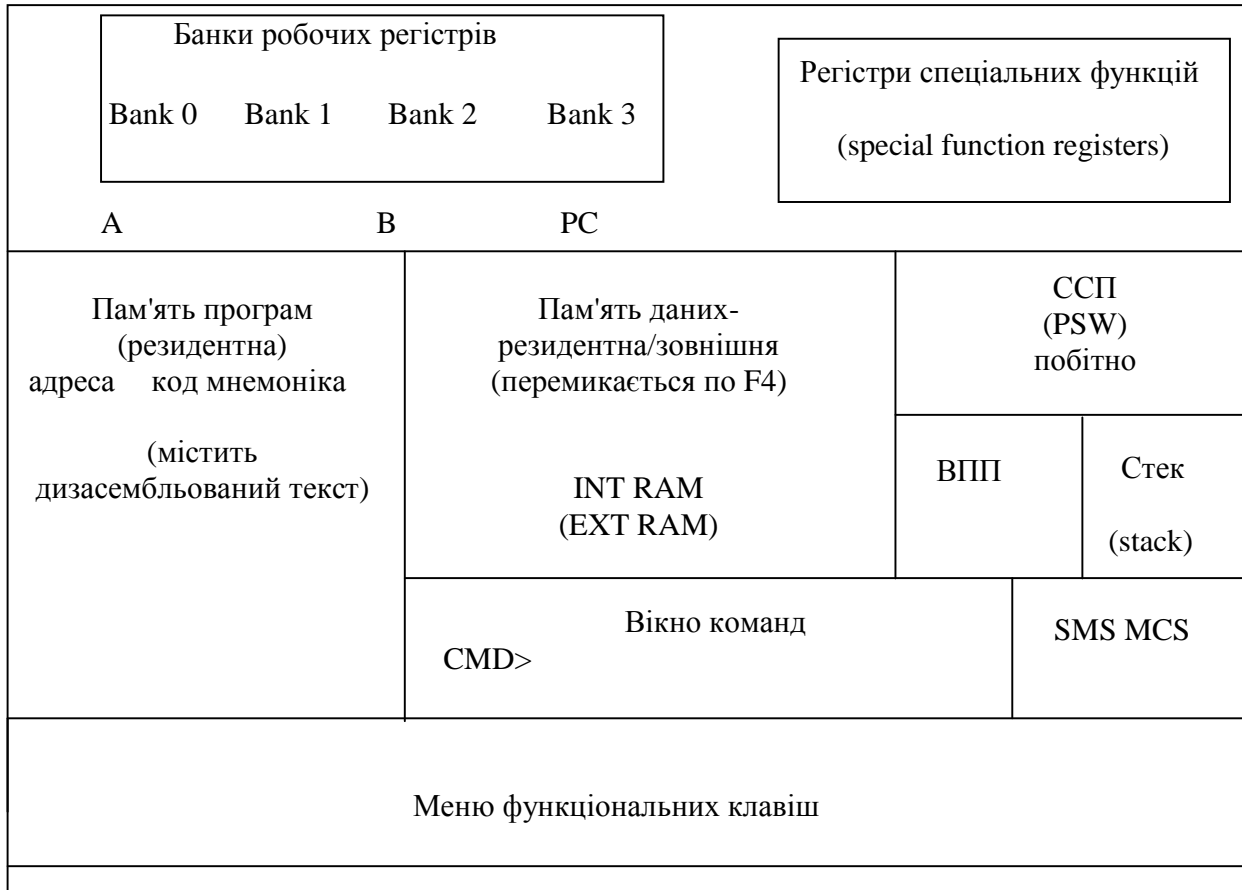 Банки робочих регістрів
Bank 0 Bank 1 Bank 2 Bank 3
Регістри спеціальних функцій
(special function registers)
A B PC
Пам'ять програм
(резидентна)
адреса код мнемоніка
(містить
дизасембльований текст)
Пам'ять даних-
резидентна/зовнішня
(перемикається по F4)
INT RAM
(EXT RAM)
ССП
(PSW)
побітно
ВПП
Стек
(stack)
Вікно команд
CMD>
SMS MCS
Меню функціональних клавіш